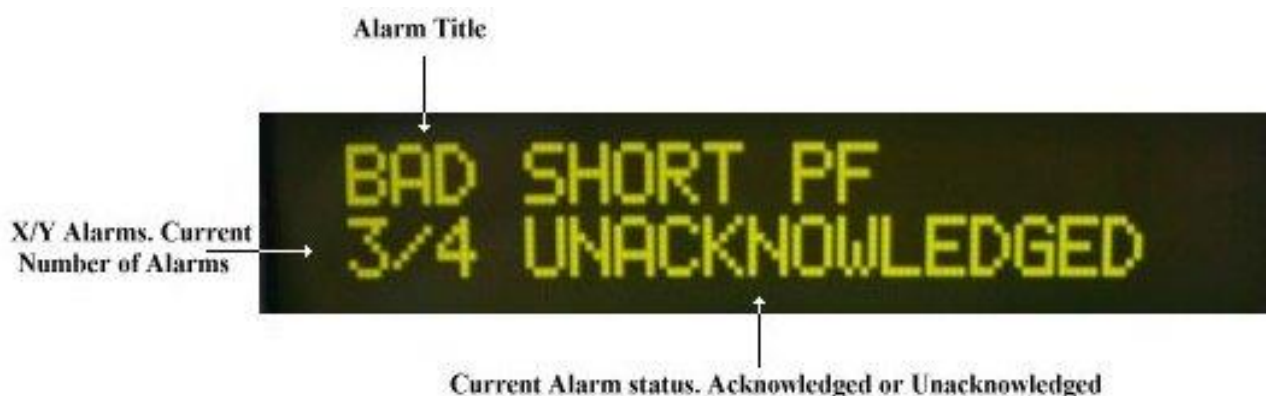 Alarm Title
BAD SHORT PF
X/Y Alarms. Current
Number of Alarms
3/4 UNACKNOWLEDGED
Current Alarm status. Acknowledged or Unacknowledged